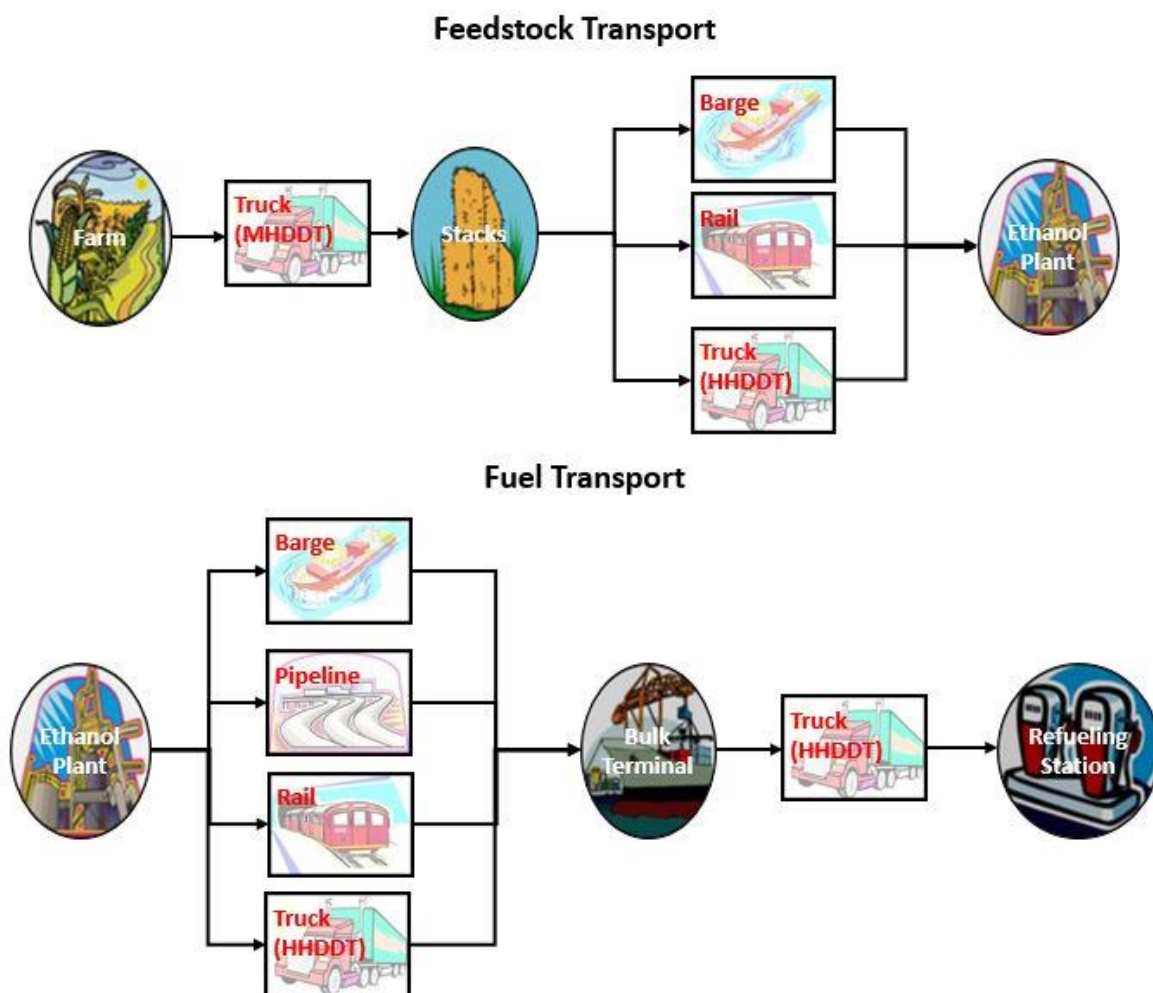 Feedstock Transport
Barge
Farm
Truck
(MHDDT)
Stacks
Rail
Ethanol
Plant
Truck
(HHDDT)
Fuel Transport
Barge
Pipeline
Ethanol
Plant
Rail
Truck
(HHDDT)
Bulk
Terminal
Truck
(HHDDT)
Refueling
Station